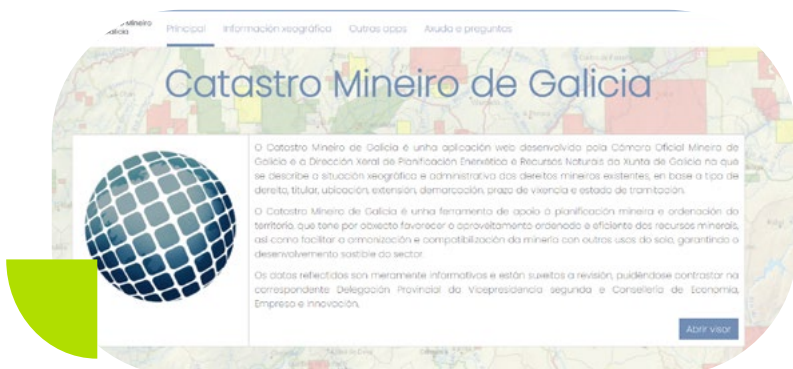 Mineiro
Principal Información xeográfica Outras apps Axuda e preguntas
Catastro Mineiro de Galicia
O Catastro Mineiro de Galicia é unha aplicación web desenvolvida pola Cámara Oficial Mineira de
Galicia e a Dirección Xeral de Planificación Enerxética e Recursos Naturais da Xunta de Galicia na que
se describe a situación xeográfica e administrativa dos dereitos mineiros existentes, en base a tipo de
dereito, titular, ubicación, extensión, demarcación, prazo de vixencia e estado de tramitación.
O Catastro Mineiro de Galicia é unha ferramenta de apoio á planificación mineira e ordenación do
territorio, que ten por obxecto favorecer o aproveitamento ordenado e eficiente dos recursos minerais,
así como facilitar a armonización e compatibilización da minería con outros usos do solo, garantindo o
desenvolvemento sostible do sector.
Os datos reflectidos son meramente informativos e están suxeitos a revisión, puidéndose contrastar na
correspondente Delegación Provincial da Vicepresidencia segunda e Consellería de Economía,
Empresa e Innovación.
Abrir visor